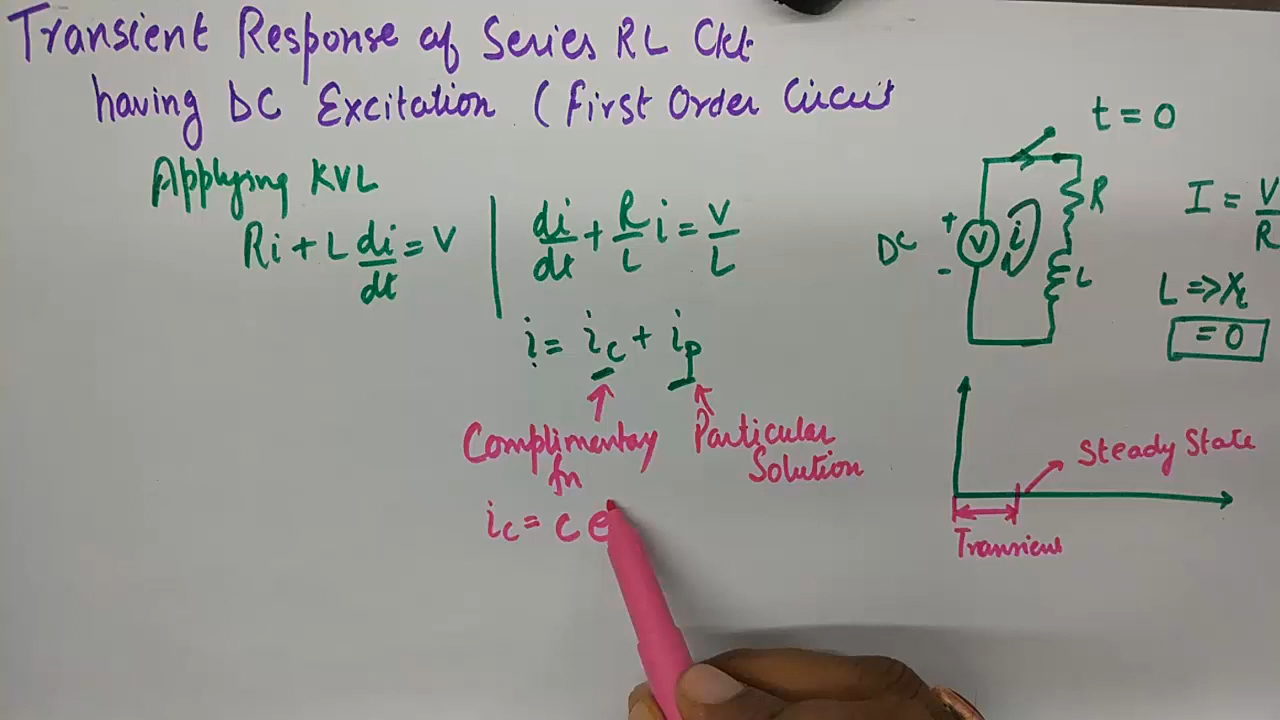 Transient Response of Series RL Ckt
having DC Excitation (First Order Circuit
Applying KVL
Ri + L di/dt = V
di/dt + R/L i = V/L
i = ic + ip
Complimentary
fn
Particular
Solution
ic = c e
t = 0
DC
+
V
-
i
R
L
I = V/R
L => XL
= 0
Steady State
Transient